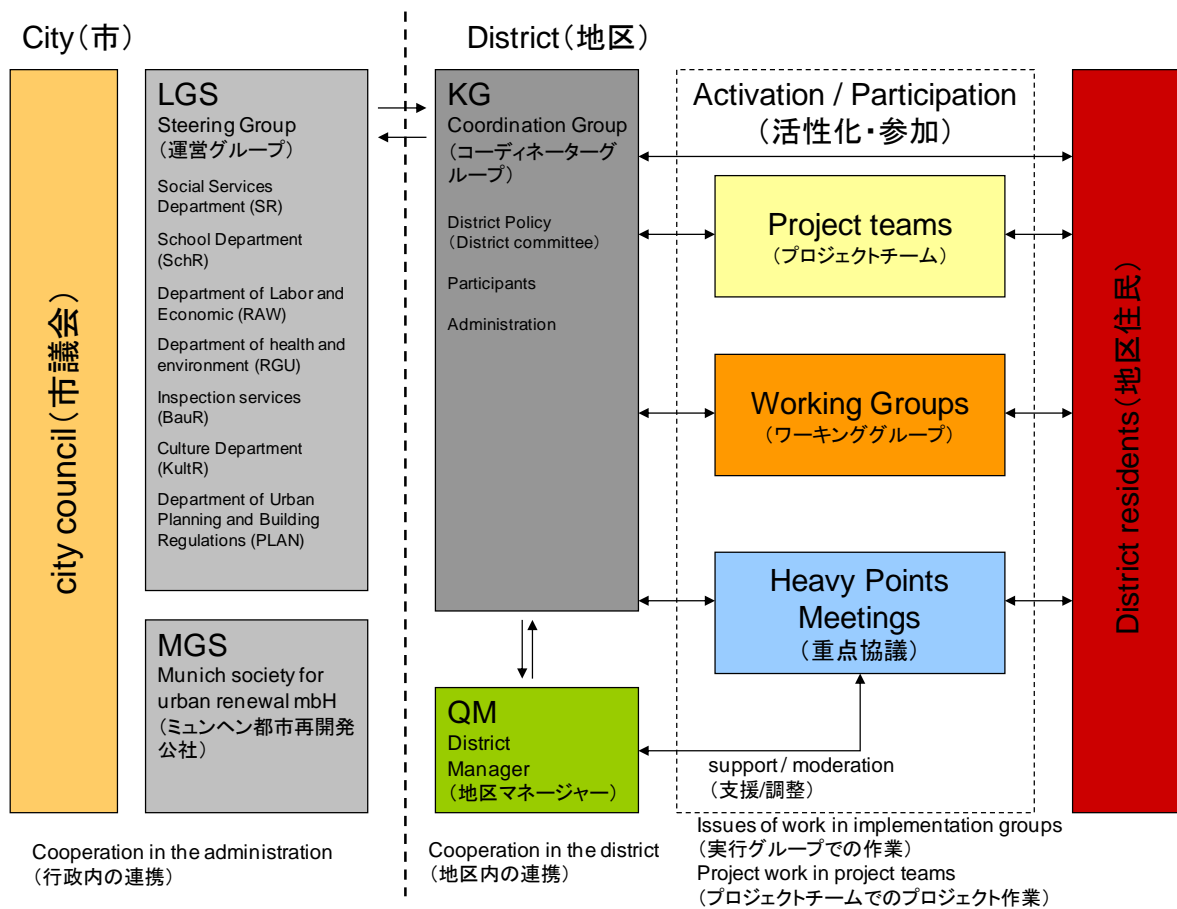 City（市）
District（地区）
city council（市議会）
LGS
Steering Group
（運営グループ）
Social Services
Department (SR)
School Department
(SchR)
Department of Labor and
Economic (RAW)
Department of health and
environment (RGU)
Inspection services
(BauR)
Culture Department
(KultR)
Department of Urban
Planning and Building
Regulations (PLAN)
MGS
Munich society for
urban renewal mbH
（ミュンヘン都市再開発
公社）
Cooperation in the administration
（行政内の連携）
KG
Coordination Group
（コーディネーターグ
ループ）
District Policy
（District committee）
Participants
Administration
QM
District
Manager
（地区マネージャー）
Cooperation in the district
（地区内の連携）
Activation / Participation
（活性化・参加）
Project teams
（プロジェクトチーム）
Working Groups
（ワーキンググループ）
Heavy Points
Meetings
（重点協議）
support / moderation
（支援/調整）
Issues of work in implementation groups
（実行グループでの作業）
Project work in project teams
（プロジェクトチームでのプロジェクト作業）
District residents（地区住民）